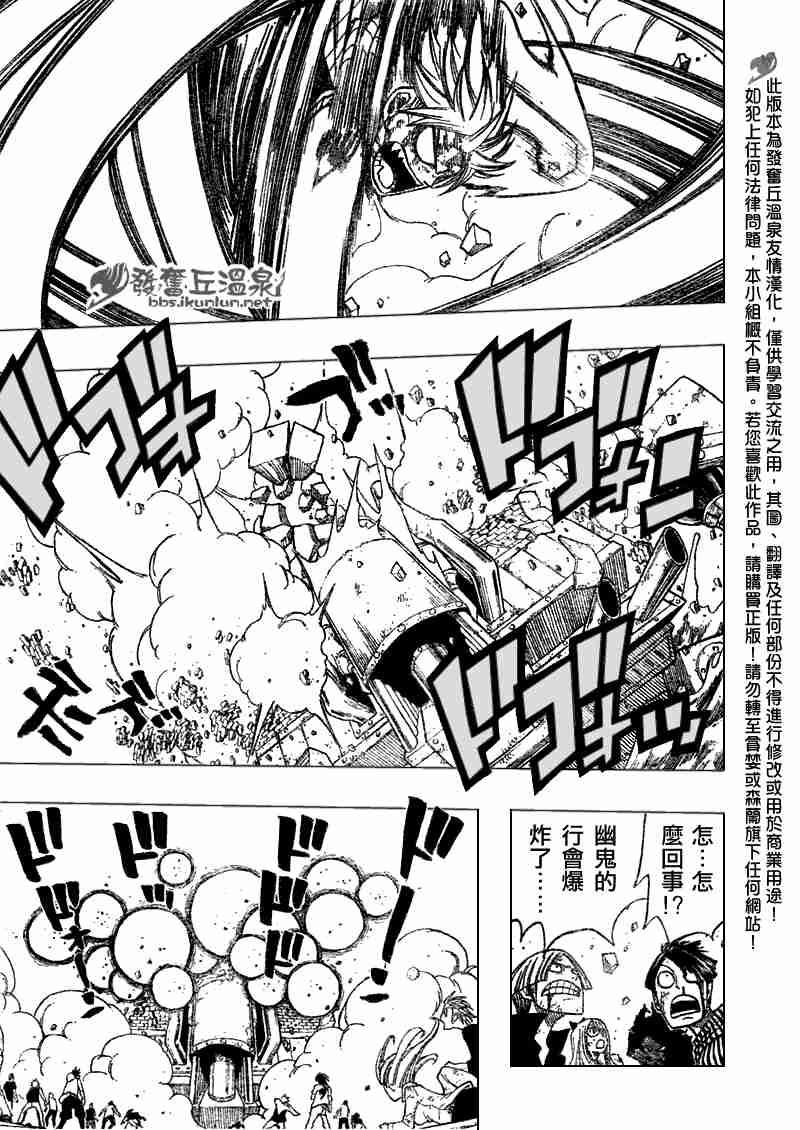 此版本為發奮丘溫泉友情漢化，僅供學習交流之用，其圖、翻譯及任何部份不得進行修改或用於商業用途！
如犯上任何法律問題，本小組概不負責。若您喜歡此作品，請購買正版！請勿轉至貪婪或森蘭旗下任何網站！
發奮丘溫泉
bbs.ikunlun.net
ドゴォ
ドゴォ
ドゴォ
ドド
ドド
ドド
ドド
怎…怎
麼回事!?
幽鬼的
行會爆
炸了……